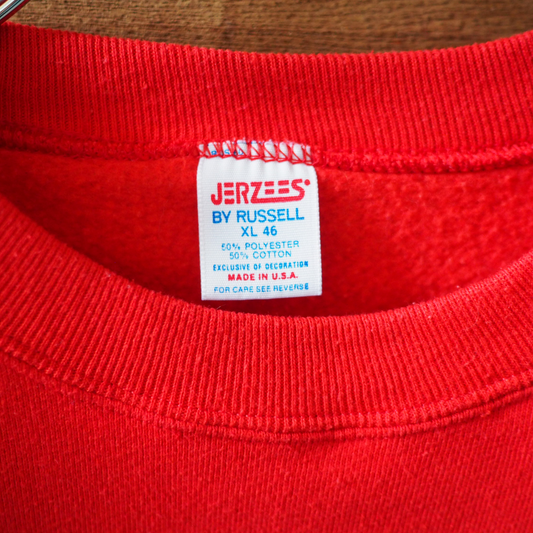 JERZEES
BY RUSSELL
XL 46
50% POLYESTER
50% COTTON
EXCLUSIVE OF DECORATION
MADE IN U.S.A.
FOR CARE SEE REVERSE